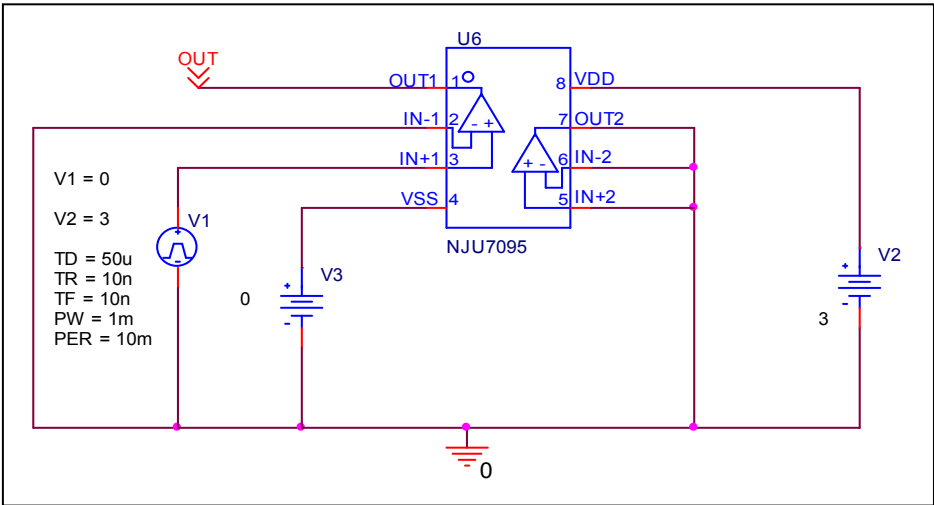 U6
OUT
OUT1 1 8 VDD
IN-1 2 - + 7 OUT2
IN+1 3 + - 6 IN-2
VSS 4 5 IN+2
NJU7095
V1 = 0
V2 = 3
TD = 50u
TR = 10n
TF = 10n
PW = 1m
PER = 10m
V1
+
-
V3
+
-
0
V2
+
-
3
0